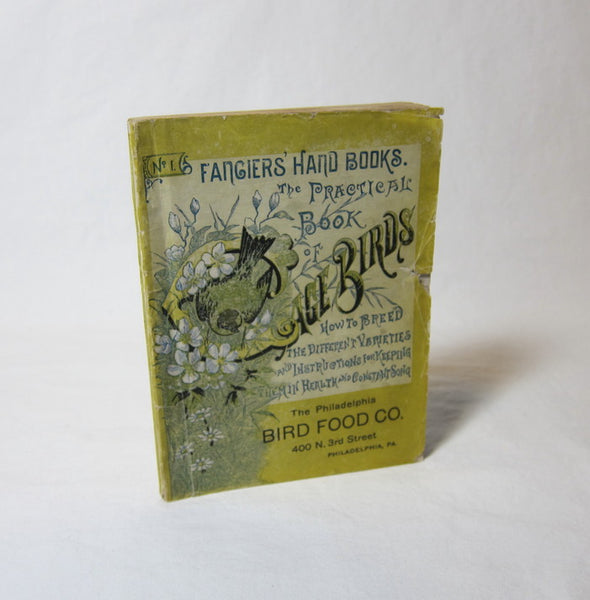 No 1.
FANCIERS' HAND BOOKS.
The PRACTICAL
BOOK
OF
CAGE BIRDS
HOW TO BREED
THE DIFFERENT VARIETIES
AND INSTRUCTIONS FOR KEEPING
THEM IN HEALTH AND CONSTANT SONG
The Philadelphia
BIRD FOOD CO.
400 N. 3rd Street
PHILADELPHIA, PA.